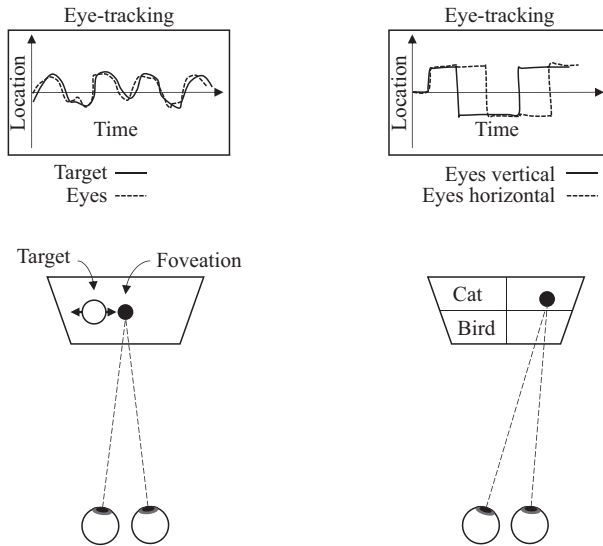 Eye-tracking
Location
Time
Target
Eyes
Eye-tracking
Location
Time
Eyes vertical
Eyes horizontal
Target
Foveation
Cat
Bird